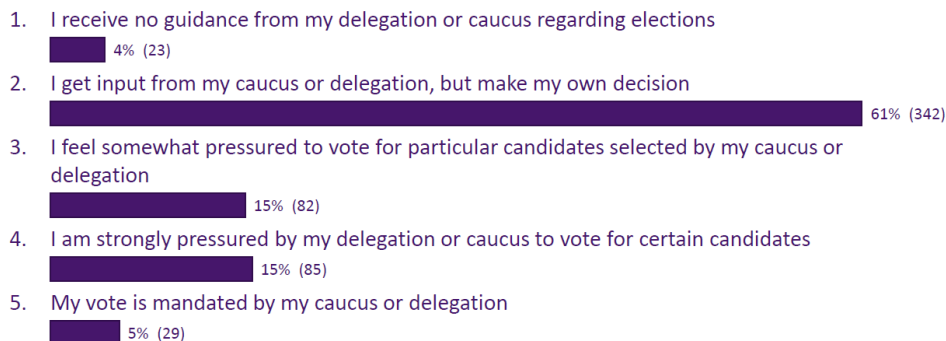 1. I receive no guidance from my delegation or caucus regarding elections
4% (23)
2. I get input from my caucus or delegation, but make my own decision
61% (342)
3. I feel somewhat pressured to vote for particular candidates selected by my caucus or
delegation
15% (82)
4. I am strongly pressured by my delegation or caucus to vote for certain candidates
15% (85)
5. My vote is mandated by my caucus or delegation
5% (29)